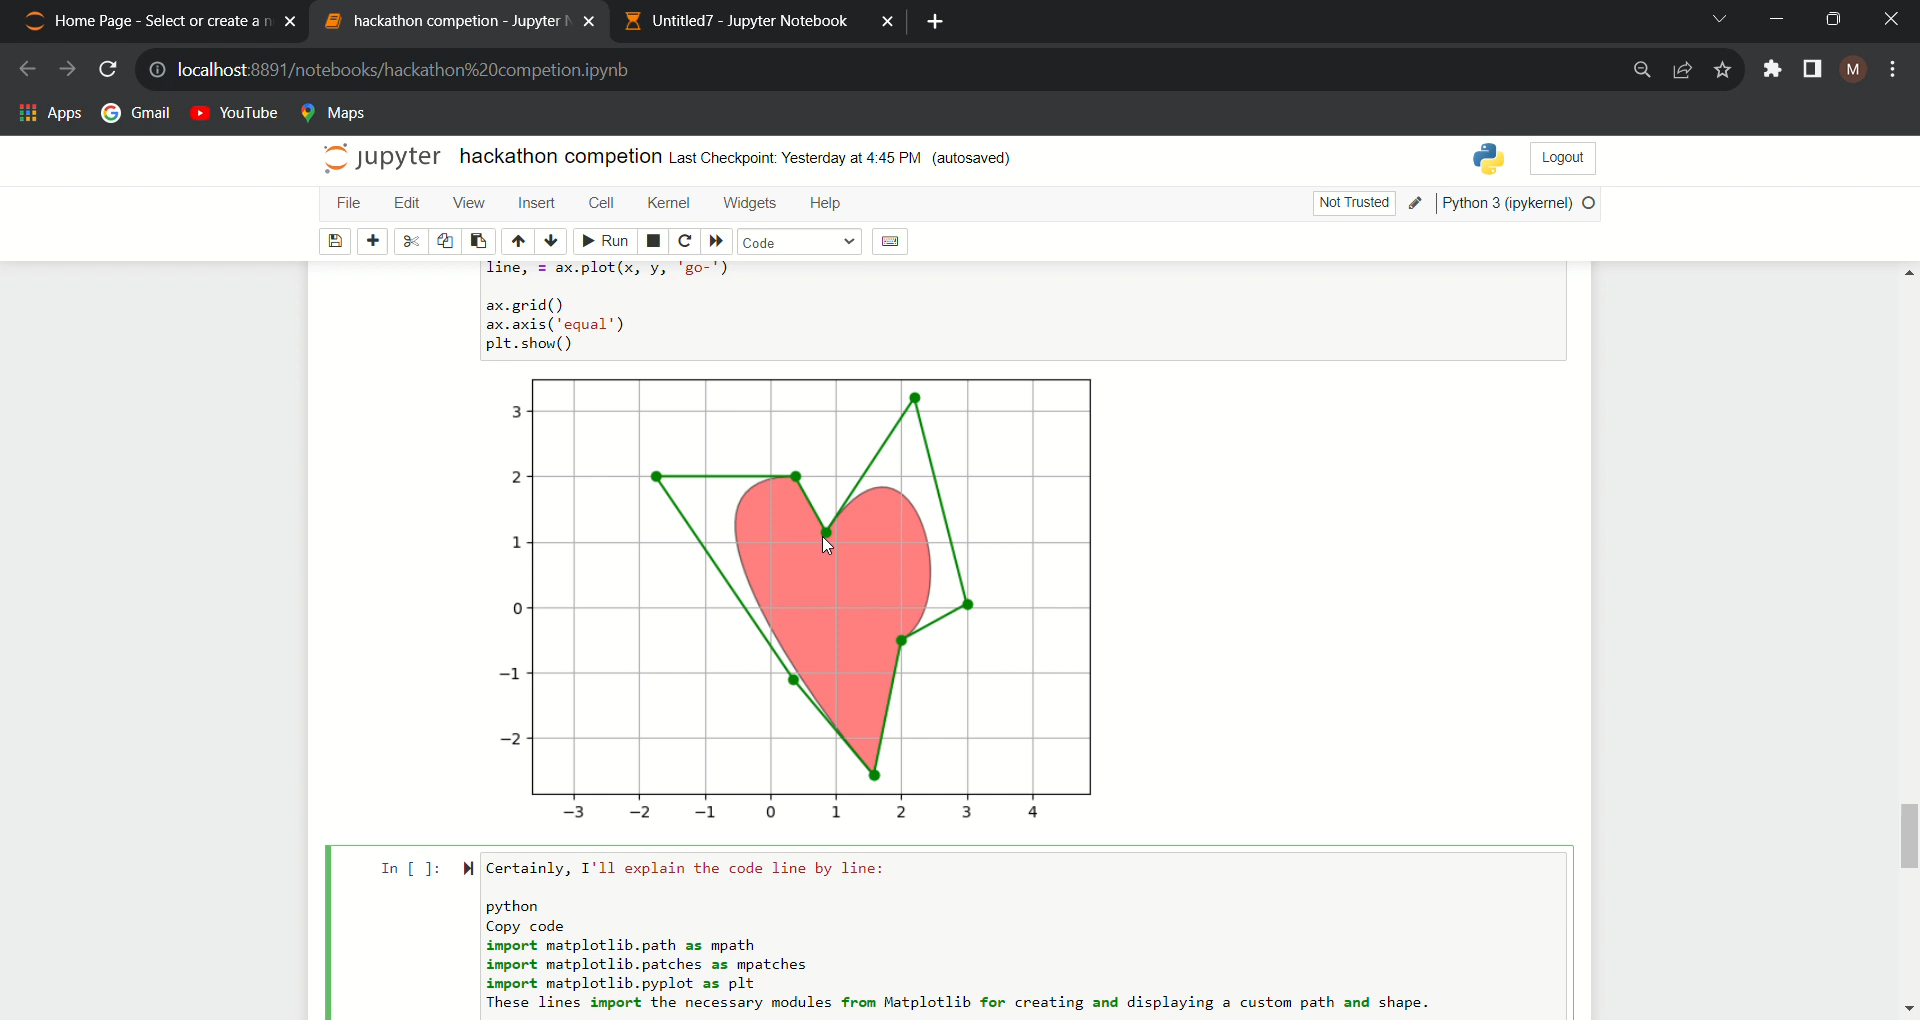 Home Page - Select or create a n
hackathon competion - Jupyter N
Untitled7 - Jupyter Notebook
localhost:8891/notebooks/hackathon%20competion.ipynb
M
Apps
Gmail
YouTube
Maps
jupyter
hackathon competion Last Checkpoint: Yesterday at 4:45 PM (autosaved)
Logout
File Edit View Insert Cell Kernel Widgets Help
Not Trusted
Python 3 (ipykernel)
Run
Code
line, = ax.plot(x, y, 'go-')
ax.grid()
ax.axis('equal')
plt.show()
3
2
1
0
−1
−2
−3 −2 −1 0 1 2 3 4
In [ ]:
Certainly, I'll explain the code line by line:
python
Copy code
import matplotlib.path as mpath
import matplotlib.patches as mpatches
import matplotlib.pyplot as plt
These lines import the necessary modules from Matplotlib for creating and displaying a custom path and shape.